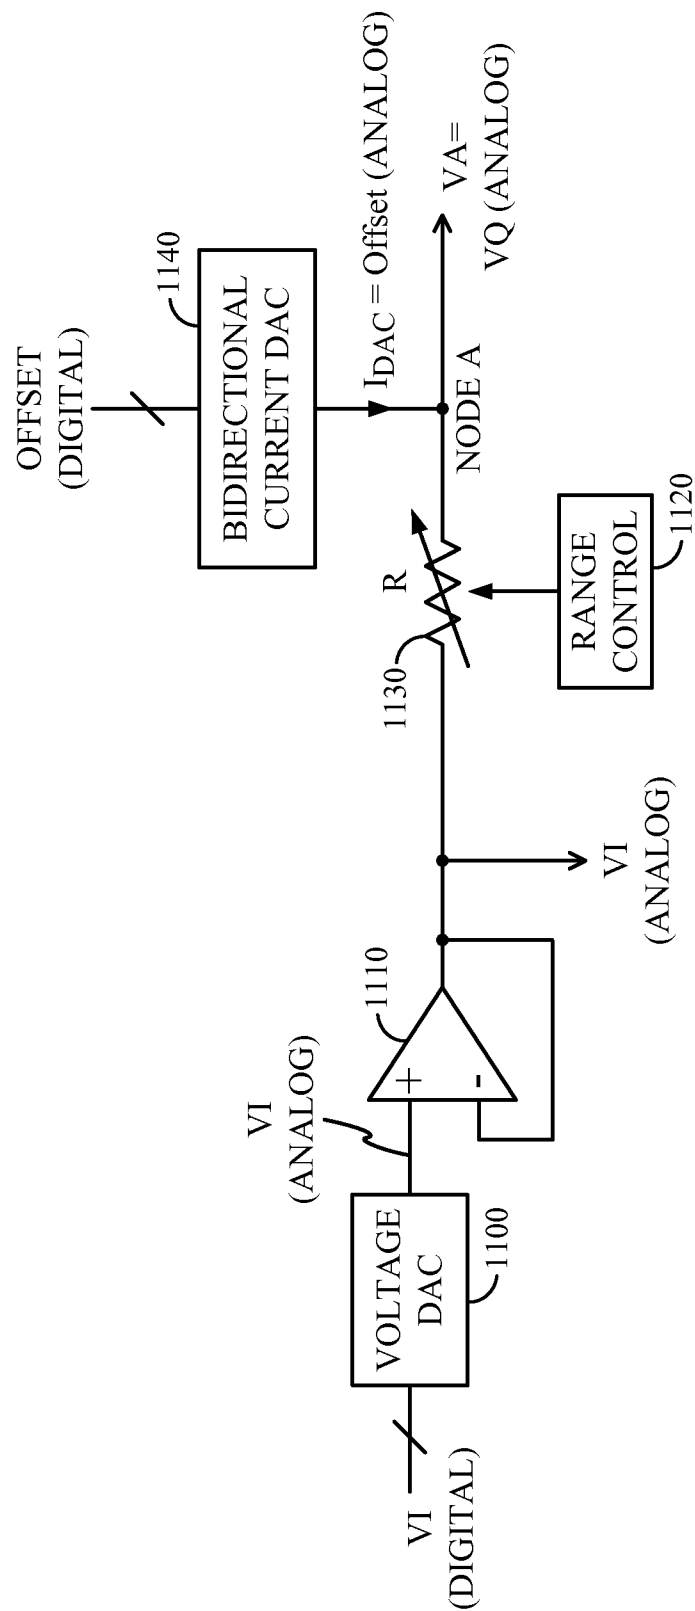 VI
(DIGITAL)
VOLTAGE
DAC
1100
VI
(ANALOG)
+
-
1110
VI
(ANALOG)
1130
R
RANGE
CONTROL
1120
OFFSET
(DIGITAL)
BIDIRECTIONAL
CURRENT DAC
1140
IDAC = Offset (ANALOG)
NODE A
VA=
VQ (ANALOG)